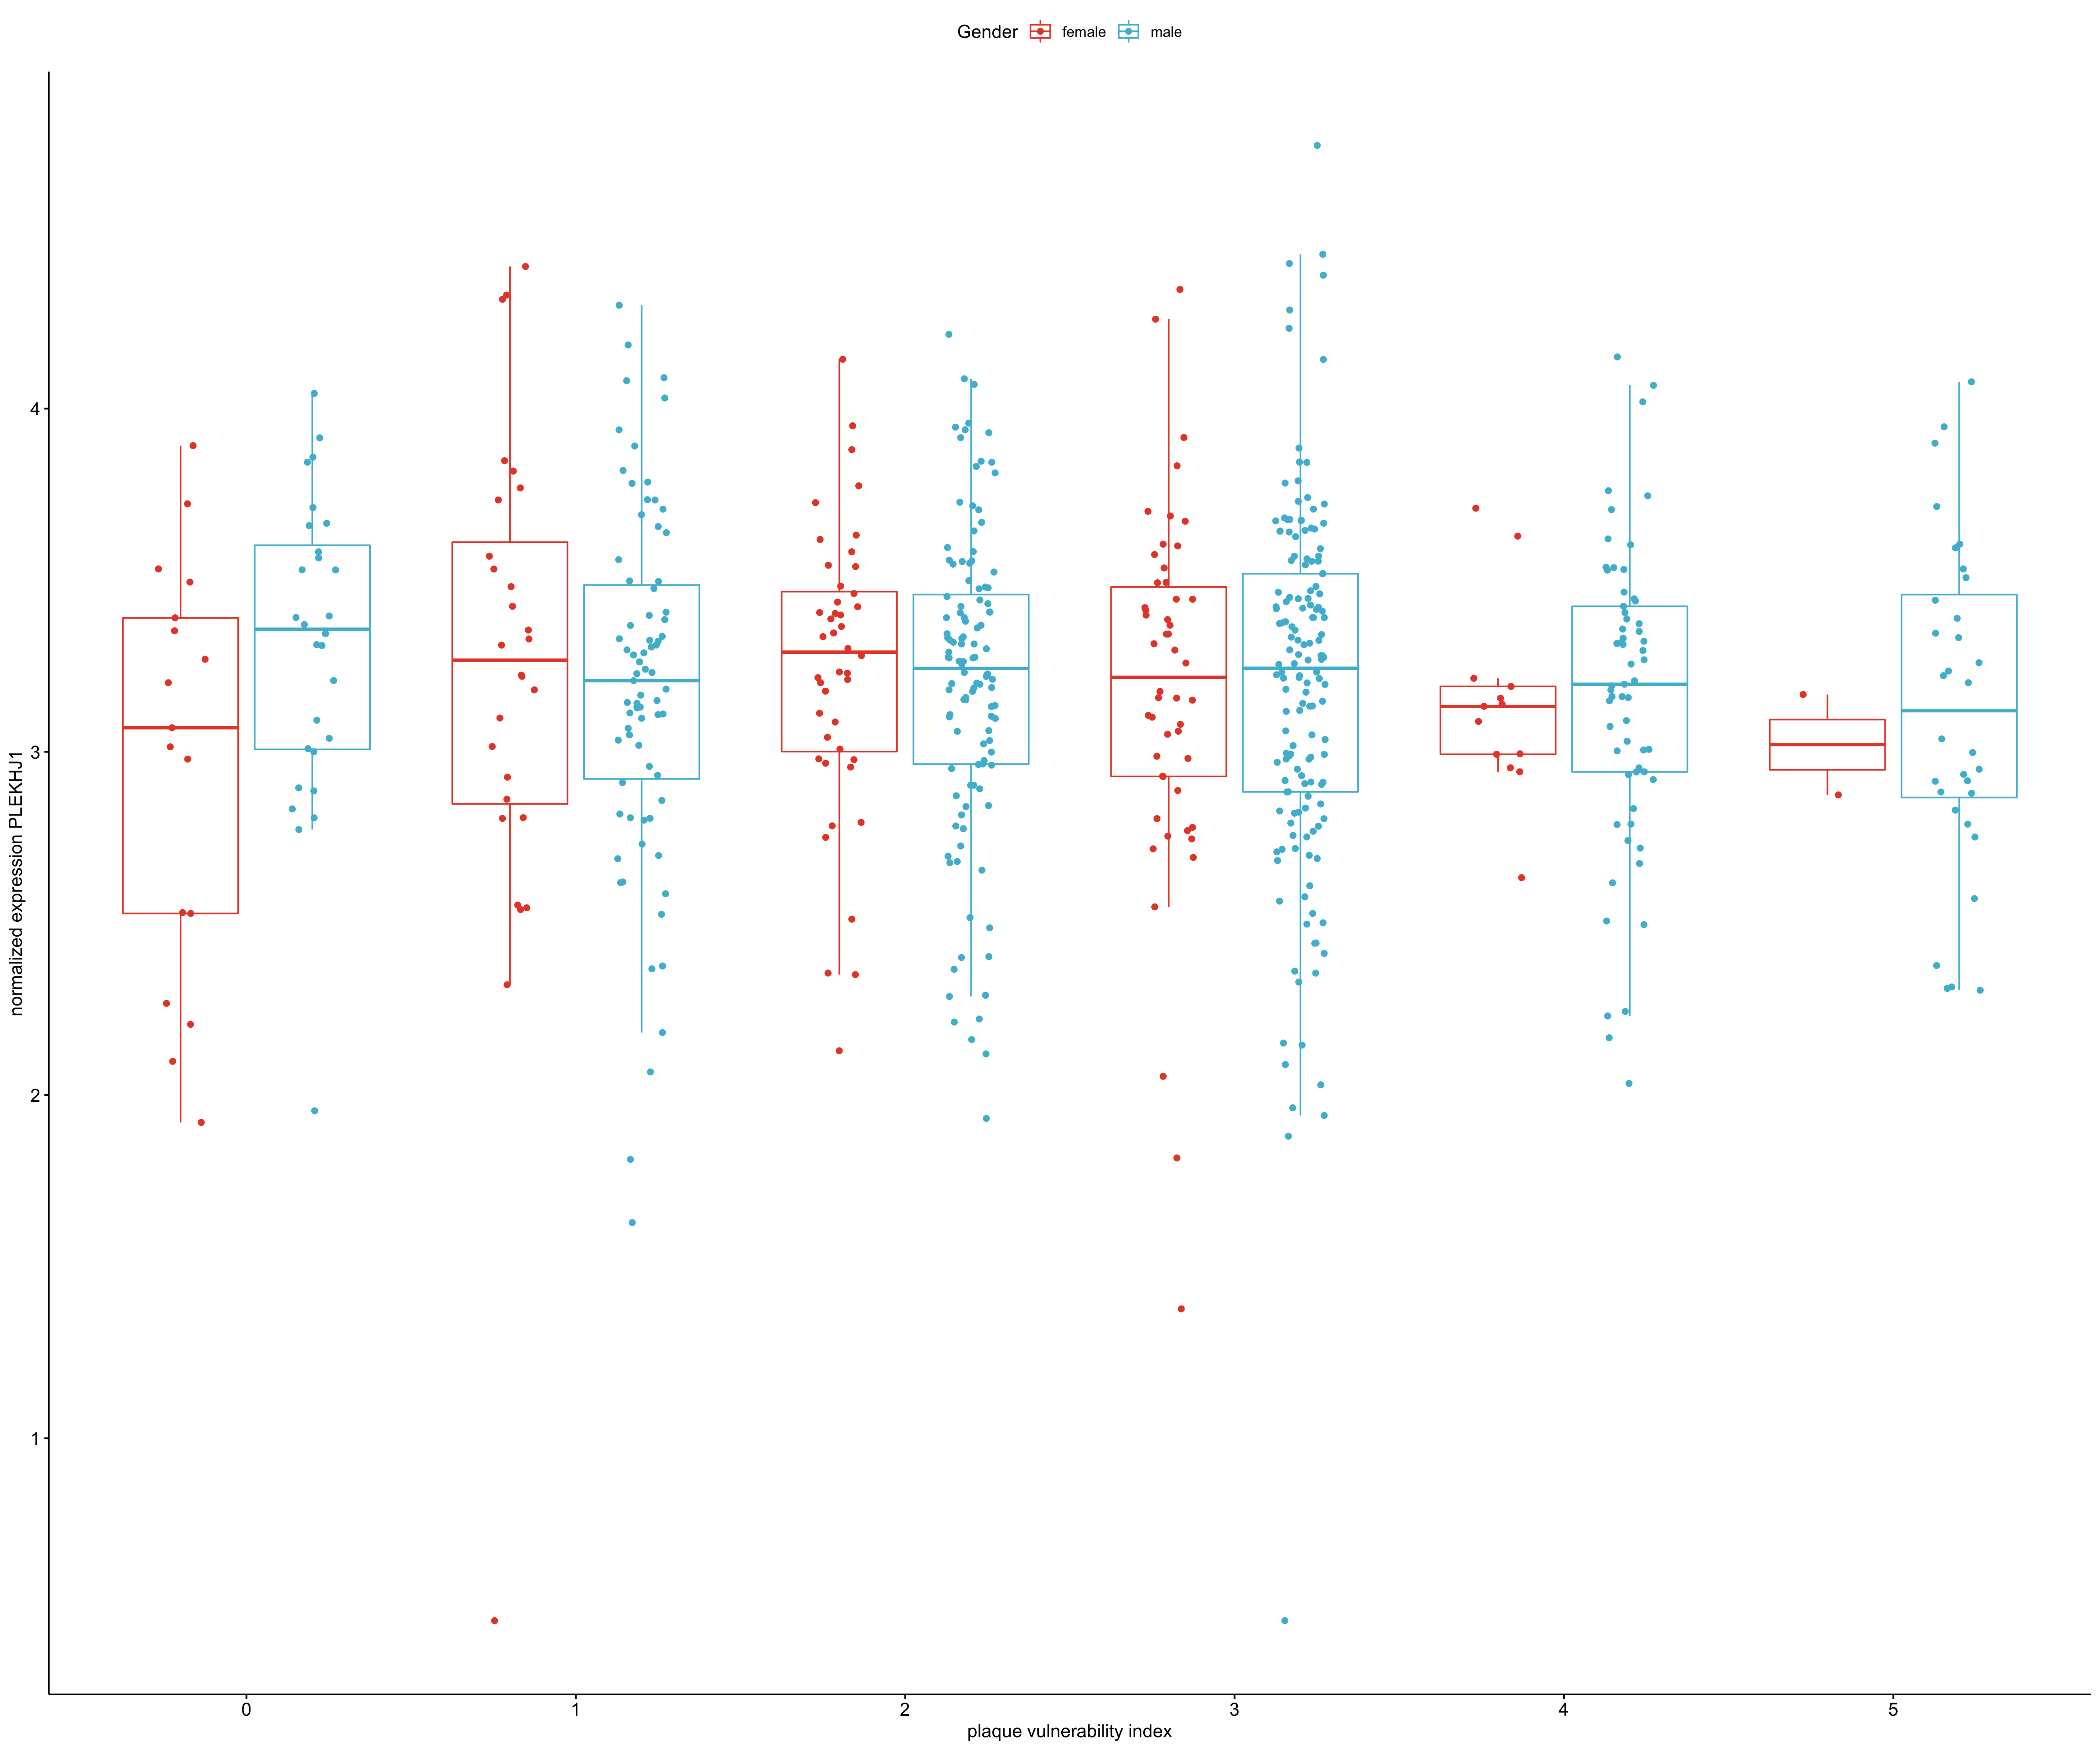 Gender female male
normalized expression PLEKHJ1
4
3
2
1
0 1 2 3 4 5
plaque vulnerability index